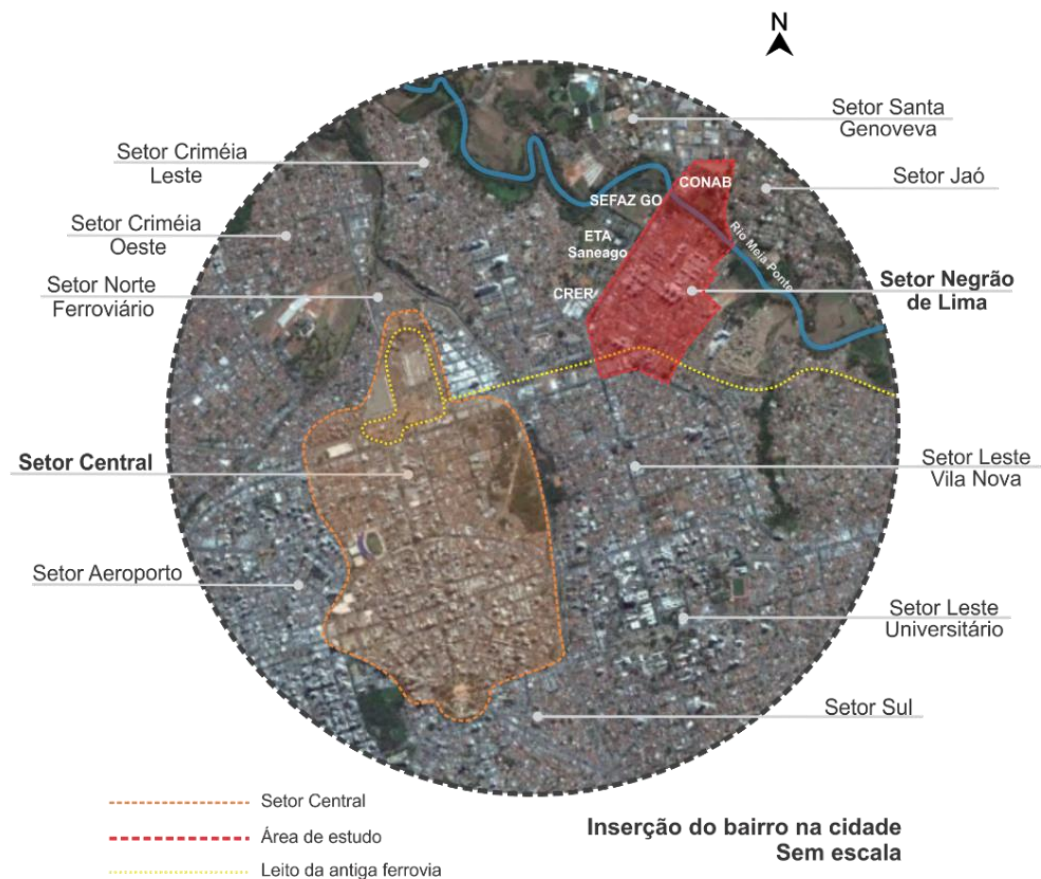 N
Setor Santa
Genoveva
Setor Criméia
Leste
Setor Jaó
CONAB
SEFAZ GO
Setor Criméia
Oeste
ETA
Saneago
Rio Meia Ponte
Setor Norte
Ferroviário
CRER
Setor Negrão
de Lima
Setor Central
Setor Leste
Vila Nova
Setor Aeroporto
Setor Leste
Universitário
Setor Sul
Setor Central
Área de estudo
Leito da antiga ferrovia
Inserção do bairro na cidade
Sem escala